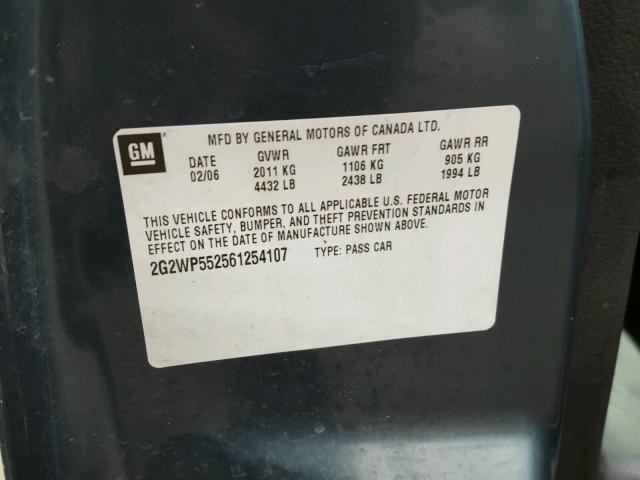 GM
MFD BY GENERAL MOTORS OF CANADA LTD.
DATE GVWR GAWR FRT GAWR RR
02/06 2011 KG 1106 KG 905 KG
4432 LB 2438 LB 1994 LB
THIS VEHICLE CONFORMS TO ALL APPLICABLE U.S. FEDERAL MOTOR
VEHICLE SAFETY, BUMPER, AND THEFT PREVENTION STANDARDS IN
EFFECT ON THE DATE OF MANUFACTURE SHOWN ABOVE.
2G2WP552561254107 TYPE: PASS CAR